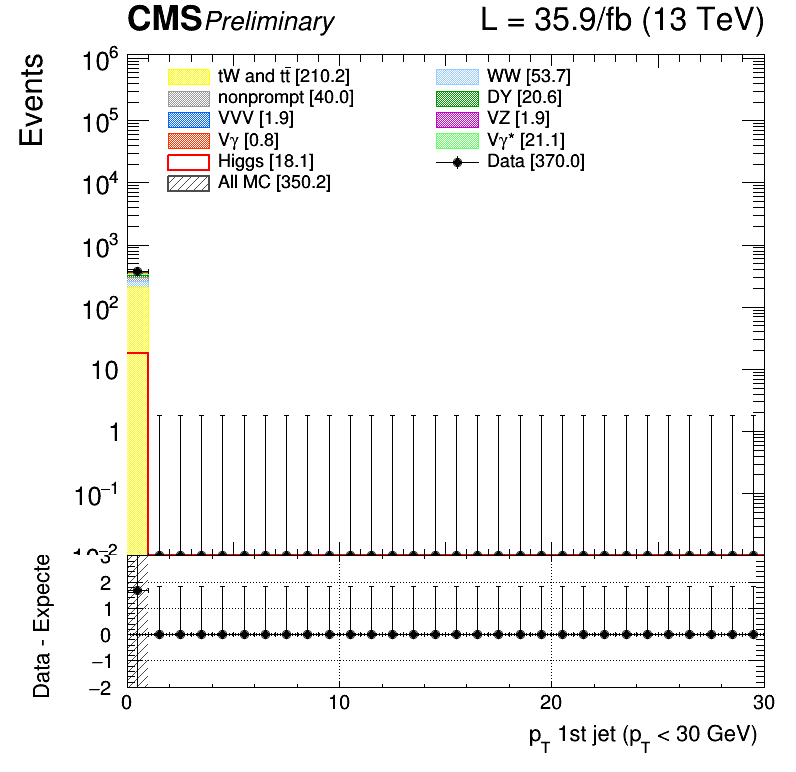 CMS Preliminary L = 35.9/fb (13 TeV)
Events
10⁶
10⁵
10⁴
10³
10²
10
1
10⁻¹
10⁻²
tW and tt̄ [210.2] WW [53.7]
nonprompt [40.0] DY [20.6]
VVV [1.9] VZ [1.9]
Vγ [0.8] Vγ* [21.1]
Higgs [18.1] Data [370.0]
All MC [350.2]
Data - Expecte
3
2
1
0
−1
−2
0 10 20 30
p_T 1st jet (p_T < 30 GeV)